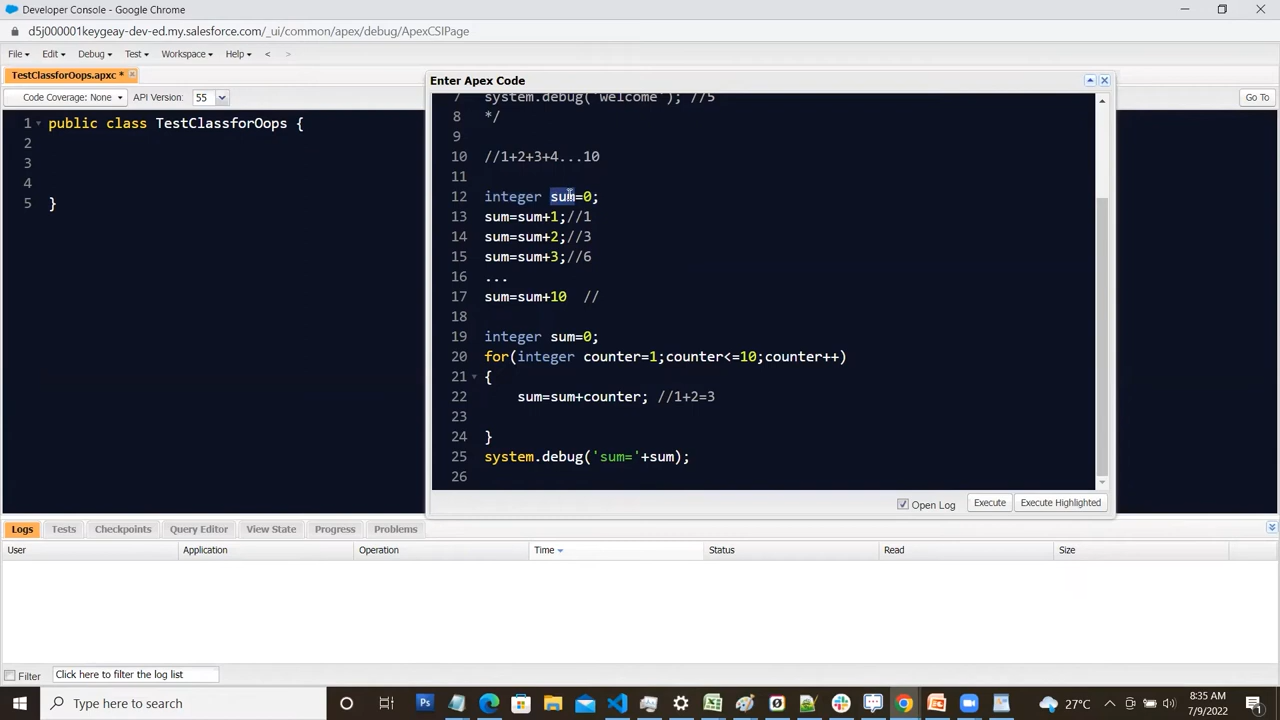 Developer Console - Google Chrome
d5j000001keygeay-dev-ed.my.salesforce.com/_ui/common/apex/debug/ApexCSIPage
File Edit Debug Test Workspace Help < >
TestClassforOops.apxc *
Code Coverage: None API Version: 55 Go To
1 public class TestClassforOops {
2
3
4
5 }
Enter Apex Code
7 system.debug('welcome'); //5
8 */
9
10 //1+2+3+4...10
11
12 integer sum=0;
13 sum=sum+1;//1
14 sum=sum+2;//3
15 sum=sum+3;//6
16 ...
17 sum=sum+10 //
18
19 integer sum=0;
20 for(integer counter=1;counter<=10;counter++)
21 {
22 sum=sum+counter; //1+2=3
23
24 }
25 system.debug('sum='+sum);
26
Open Log Execute Execute Highlighted
Logs Tests Checkpoints Query Editor View State Progress Problems
User Application Operation Time Status Read Size
Filter Click here to filter the log list
Type here to search
27°C
8:35 AM
7/9/2022